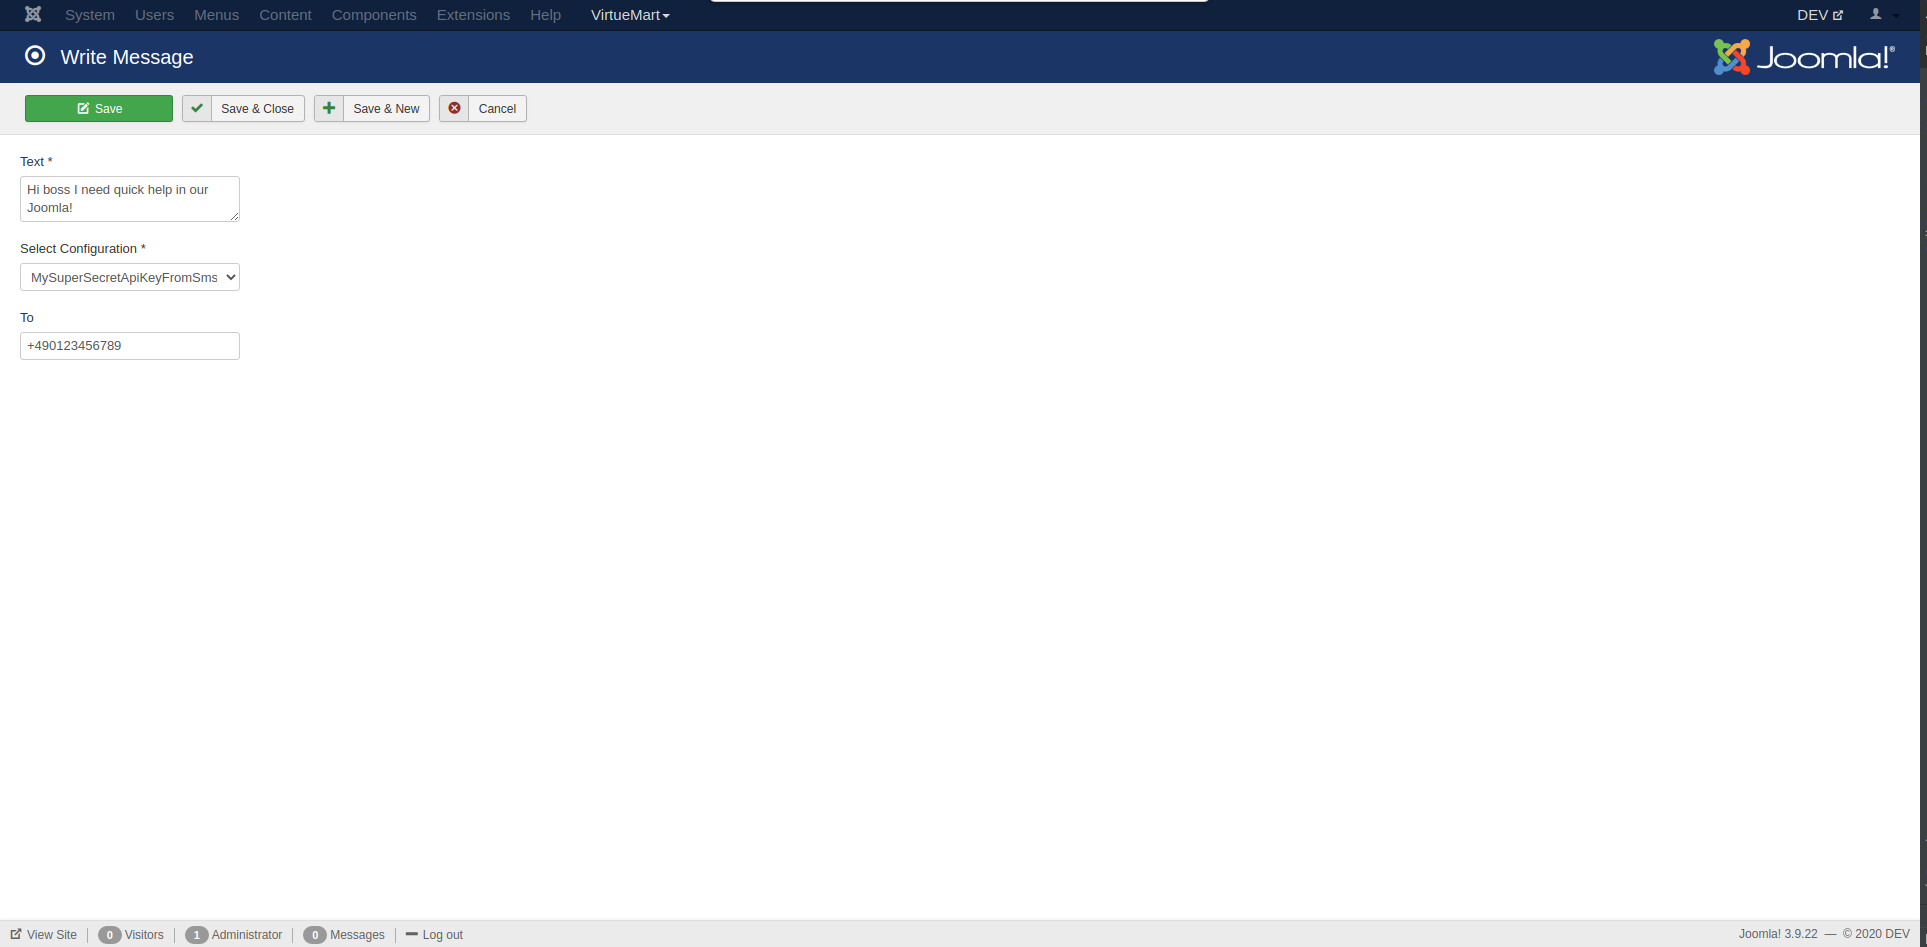 System Users Menus Content Components Extensions Help VirtueMart DEV
Write Message Joomla!®
Save Save & Close Save & New Cancel
Text *
Hi boss I need quick help in our
Joomla!
Select Configuration *
MySuperSecretApiKeyFromSms
To
+490123456789
View Site 0 Visitors 1 Administrator 0 Messages Log out Joomla! 3.9.22 — © 2020 DEV